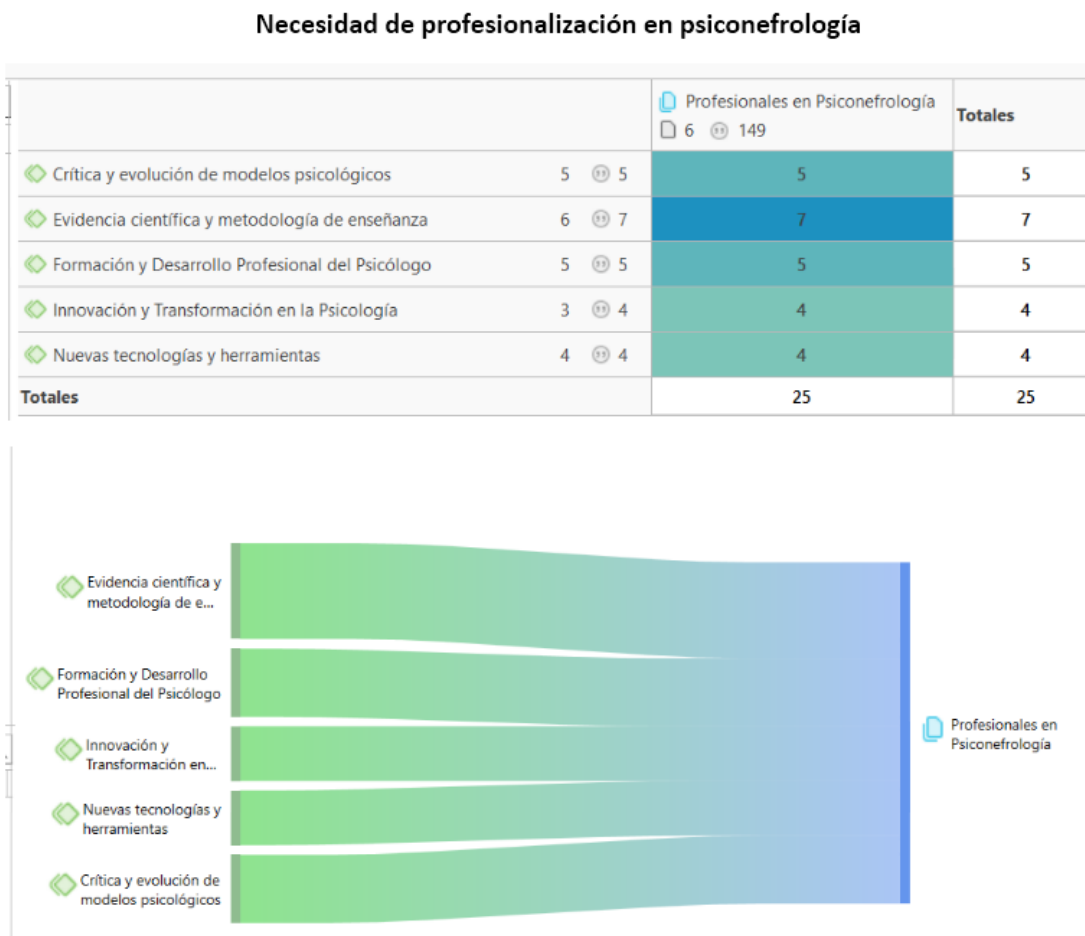 Necesidad de profesionalización en psiconefrología
Profesionales en Psiconefrología
6 149
Totales
Crítica y evolución de modelos psicológicos 5 5 5 5
Evidencia científica y metodología de enseñanza 6 7 7 7
Formación y Desarrollo Profesional del Psicólogo 5 5 5 5
Innovación y Transformación en la Psicología 3 4 4 4
Nuevas tecnologías y herramientas 4 4 4 4
Totales 25 25
Evidencia científica y
metodología de e...
Formación y Desarrollo
Profesional del Psicólogo
Innovación y
Transformación en...
Nuevas tecnologías y
herramientas
Crítica y evolución de
modelos psicológicos
Profesionales en
Psiconefrología